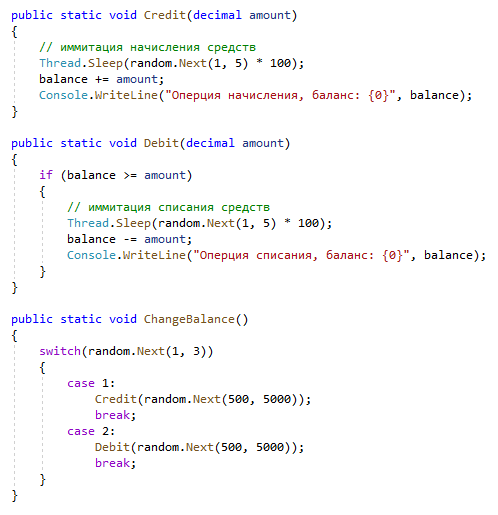 public static void Credit(decimal amount)
{
    // иммитация начисления средств
    Thread.Sleep(random.Next(1, 5) * 100);
    balance += amount;
    Console.WriteLine("Оперция начисления, баланс: {0}", balance);
}
public static void Debit(decimal amount)
{
    if (balance >= amount)
    {
        // иммитация списания средств
        Thread.Sleep(random.Next(1, 5) * 100);
        balance -= amount;
        Console.WriteLine("Оперция списания, баланс: {0}", balance);
    }
}
public static void ChangeBalance()
{
    switch(random.Next(1, 3))
    {
        case 1:
            Credit(random.Next(500, 5000));
            break;
        case 2:
            Debit(random.Next(500, 5000));
            break;
    }
}